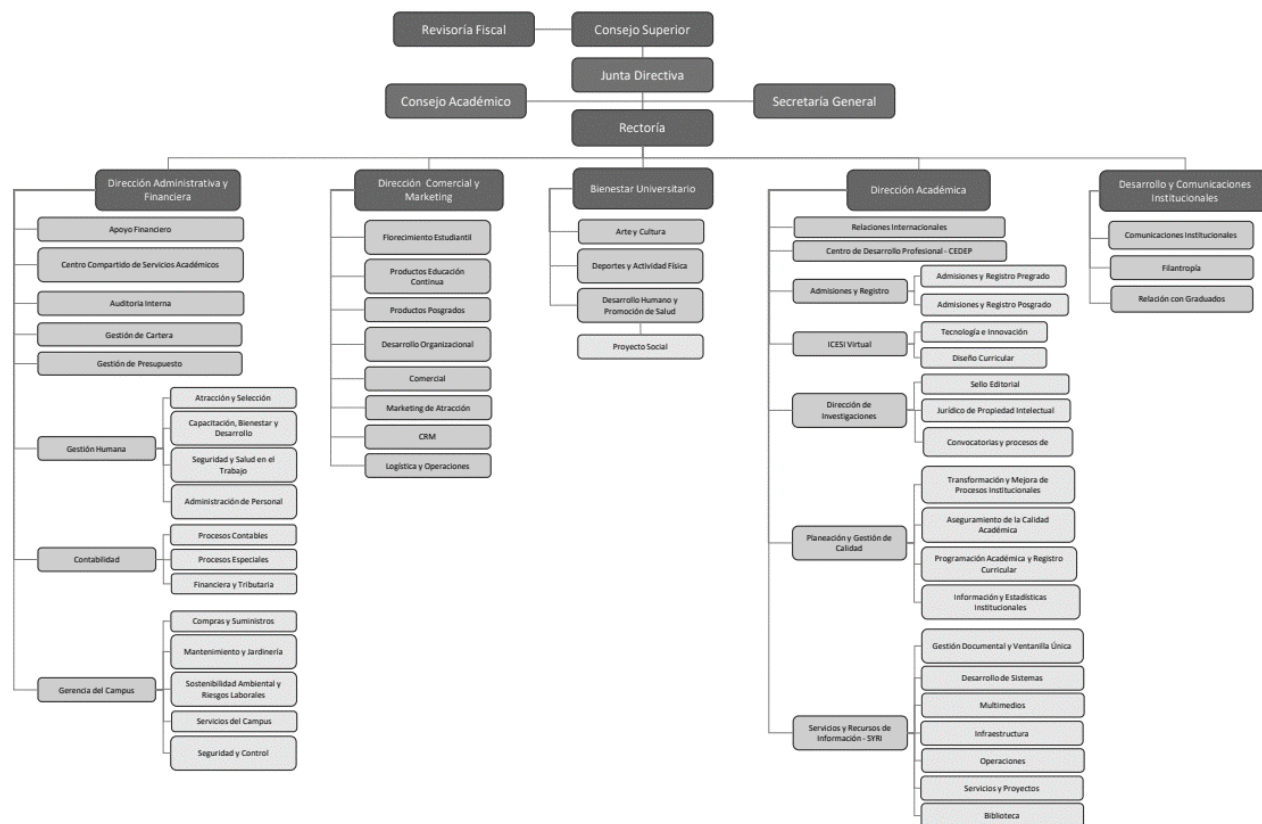 Revisoría Fiscal
Consejo Superior
Junta Directiva
Consejo Académico
Secretaría General
Rectoría
Dirección Administrativa y
Financiera
Apoyo Financiero
Centro Compartido de Servicios Académicos
Auditoria Interna
Gestión de Cartera
Gestión de Presupuesto
Gestión Humana
Atracción y Selección
Capacitación, Bienestar y
Desarrollo
Seguridad y Salud en el
Trabajo
Administración de Personal
Contabilidad
Procesos Contables
Procesos Especiales
Financiera y Tributaria
Gerencia del Campus
Compras y Suministros
Mantenimiento y Jardinería
Sostenibilidad Ambiental y
Riesgos Laborales
Servicios del Campus
Seguridad y Control
Dirección Comercial y
Marketing
Florecimiento Estudiantil
Productos Educación
Continua
Productos Posgrados
Desarrollo Organizacional
Comercial
Marketing de Atracción
CRM
Logística y Operaciones
Bienestar Universitario
Arte y Cultura
Deportes y Actividad Física
Desarrollo Humano y
Promoción de Salud
Proyecto Social
Dirección Académica
Relaciones Internacionales
Centro de Desarrollo Profesional - CEDEP
Admisiones y Registro
Admisiones y Registro Pregrado
Admisiones y Registro Posgrado
ICESI Virtual
Tecnología e Innovación
Diseño Curricular
Dirección de
Investigaciones
Sello Editorial
Jurídico de Propiedad Intelectual
Convocatorias y procesos de
Planeación y Gestión de
Calidad
Transformación y Mejora de
Procesos Institucionales
Aseguramiento de la Calidad
Académica
Programación Académica y Registro
Curricular
Información y Estadísticas
Institucionales
Servicios y Recursos de
Información - SYRI
Gestión Documental y Ventanilla Única
Desarrollo de Sistemas
Multimedios
Infraestructura
Operaciones
Servicios y Proyectos
Biblioteca
Desarrollo y Comunicaciones
Institucionales
Comunicaciones Institucionales
Filantropía
Relación con Graduados